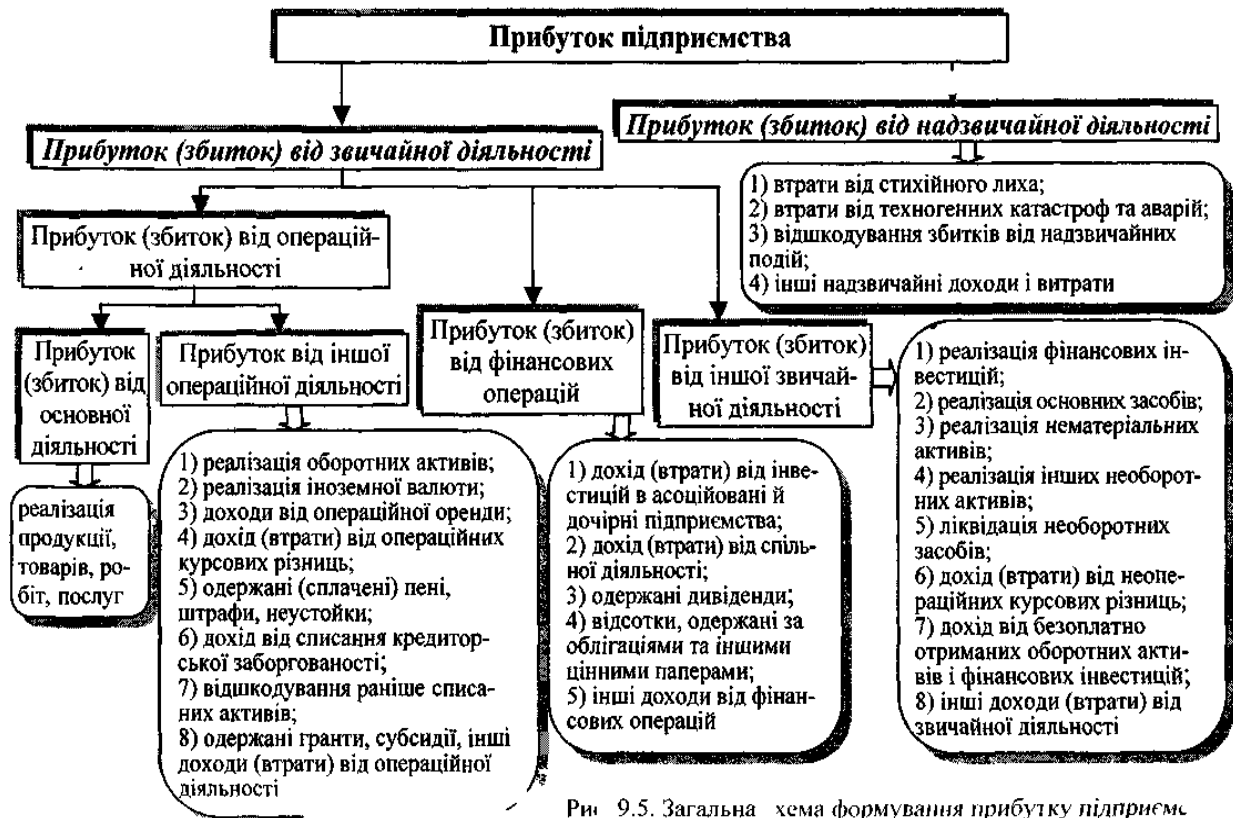 Прибуток підприємства
Прибуток (збиток) від звичайної діяльності
Прибуток (збиток) від надзвичайної діяльності
1) втрати від стихійного лиха;
2) втрати від техногенних катастроф та аварій;
3) відшкодування збитків від надзвичайних
подій;
4) інші надзвичайні доходи і витрати
Прибуток (збиток) від операцій-
ної діяльності
Прибуток
(збиток) від
основної
діяльності
Прибуток від іншої
операційної діяльності
Прибуток (збиток)
від фінансових
операцій
Прибуток (збиток)
від іншої звичай-
ної діяльності
реалізація
продукції,
товарів, ро-
біт, послуг
1) реалізація оборотних активів;
2) реалізація іноземної валюти;
3) доходи від операційної оренди;
4) дохід (втрати) від операційних
курсових різниць;
5) одержані (сплачені) пені,
штрафи, неустойки;
6) дохід від списання кредитор-
ської заборгованості;
7) відшкодування раніше списа-
них активів;
8) одержані гранти, субсидії, інші
доходи (втрати) від операційної
діяльності
1) дохід (втрати) від інве-
стицій в асоційовані й
дочірні підприємства;
2) дохід (втрати) від спіль-
ної діяльності;
3) одержані дивіденди;
4) відсотки, одержані за
облігаціями та іншими
цінними паперами;
5) інші доходи від фінан-
сових операцій
1) реалізація фінансових ін-
вестицій;
2) реалізація основних засобів;
3) реалізація нематеріальних
активів;
4) реалізація інших необорот-
них активів;
5) ліквідація необоротних
засобів;
6) дохід (втрати) від неопе-
раційних курсових різниць;
7) дохід від безоплатно
отриманих оборотних акти-
вів і фінансових інвестицій;
8) інші доходи (втрати) від
звичайної діяльності
9.5. Загальна формування прибутку